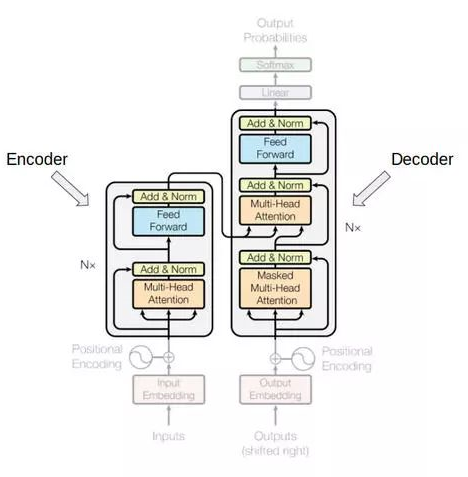 Output
Probabilities
Softmax
Linear
Add & Norm
Feed
Forward
Add & Norm
Multi-Head
Attention
Add & Norm
Masked
Multi-Head
Attention
Nx
Decoder
Encoder
Add & Norm
Feed
Forward
Add & Norm
Multi-Head
Attention
Nx
Positional
Encoding
Positional
Encoding
Input
Embedding
Output
Embedding
Inputs
Outputs
(shifted right)